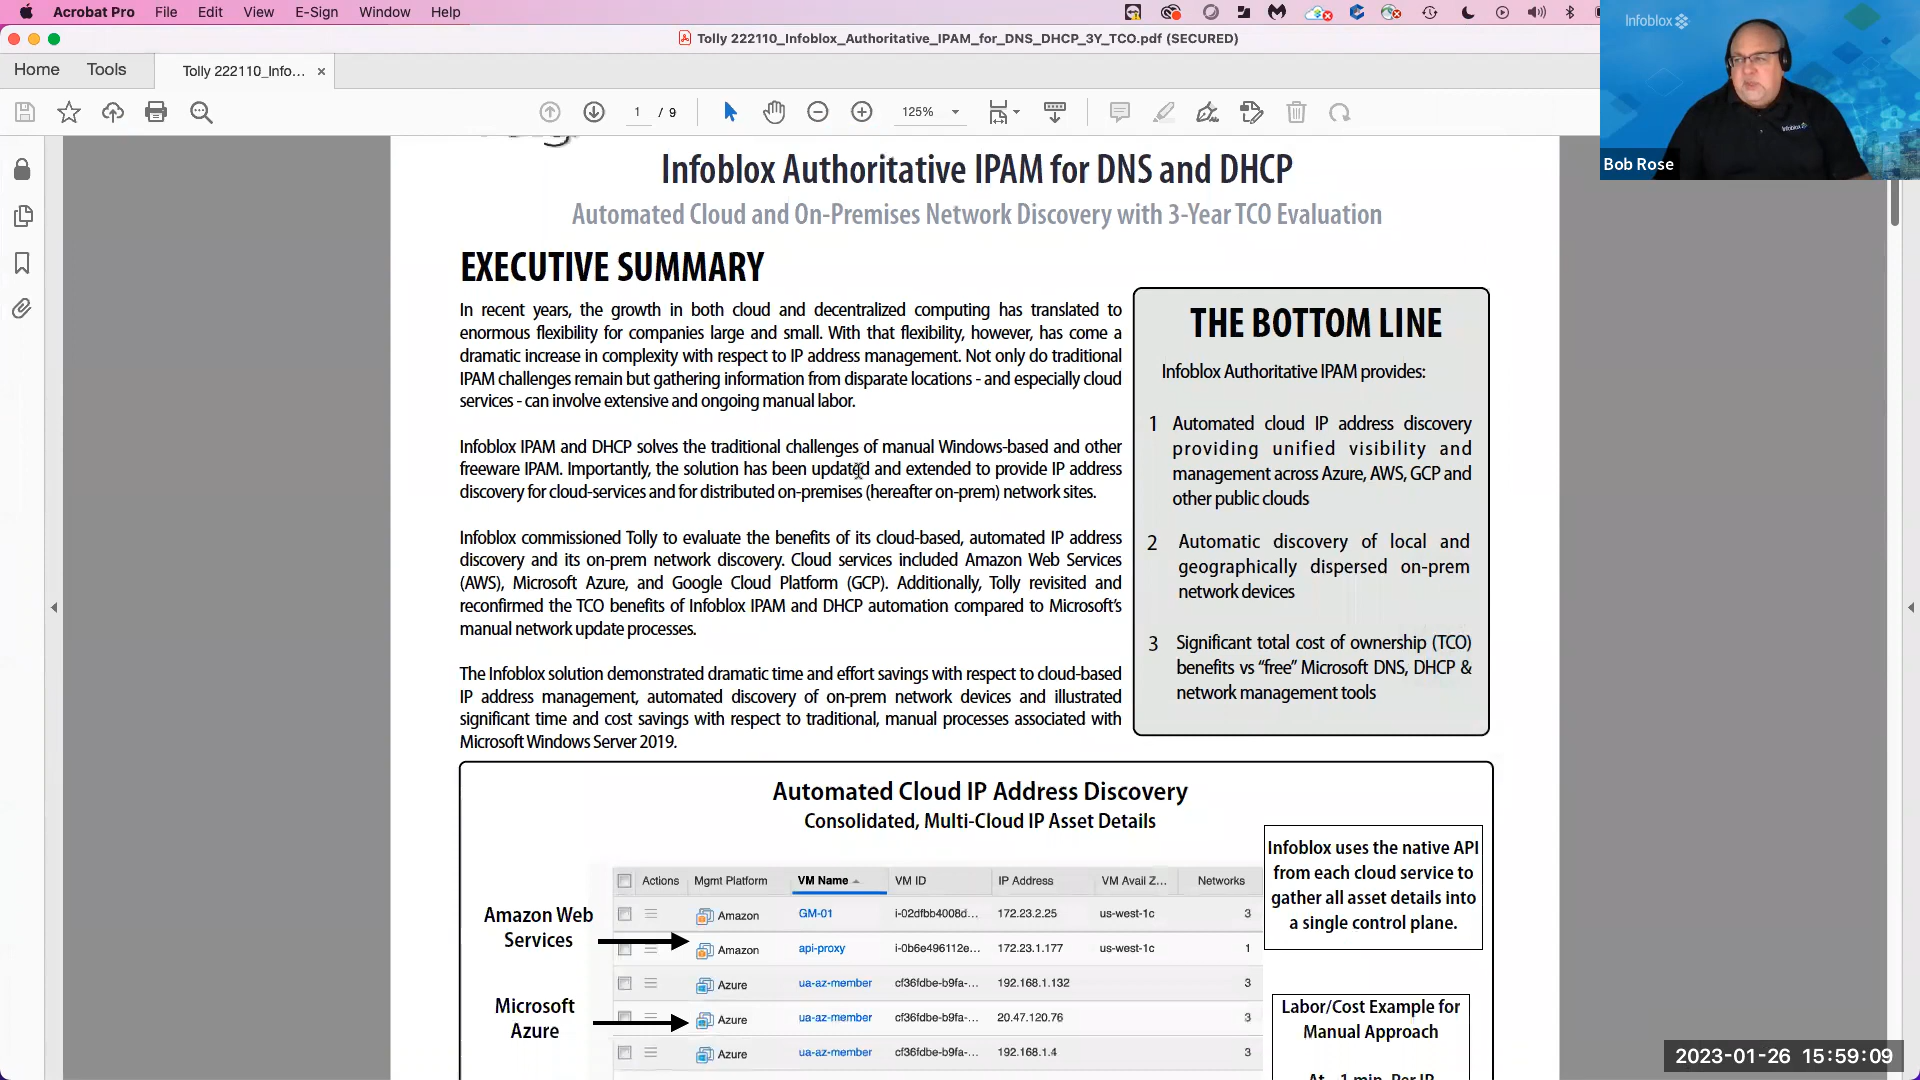 Acrobat Pro File Edit View E-Sign Window Help
Tolly 222110_Infoblox_Authoritative_IPAM_for_DNS_DHCP_3Y_TCO.pdf (SECURED)
Home Tools Tolly 222110_Info... ×
1 / 9 125%
Infoblox
Infoblox
Bob Rose
Infoblox Authoritative IPAM for DNS and DHCP
Automated Cloud and On-Premises Network Discovery with 3-Year TCO Evaluation
EXECUTIVE SUMMARY
In recent years, the growth in both cloud and decentralized computing has translated to
enormous flexibility for companies large and small. With that flexibility, however, has come a
dramatic increase in complexity with respect to IP address management. Not only do traditional
IPAM challenges remain but gathering information from disparate locations - and especially cloud
services - can involve extensive and ongoing manual labor.
Infoblox IPAM and DHCP solves the traditional challenges of manual Windows-based and other
freeware IPAM. Importantly, the solution has been updated and extended to provide IP address
discovery for cloud-services and for distributed on-premises (hereafter on-prem) network sites.
Infoblox commissioned Tolly to evaluate the benefits of its cloud-based, automated IP address
discovery and its on-prem network discovery. Cloud services included Amazon Web Services
(AWS), Microsoft Azure, and Google Cloud Platform (GCP). Additionally, Tolly revisited and
reconfirmed the TCO benefits of Infoblox IPAM and DHCP automation compared to Microsoft's
manual network update processes.
The Infoblox solution demonstrated dramatic time and effort savings with respect to cloud-based
IP address management, automated discovery of on-prem network devices and illustrated
significant time and cost savings with respect to traditional, manual processes associated with
Microsoft Windows Server 2019.
THE BOTTOM LINE
Infoblox Authoritative IPAM provides:
1 Automated cloud IP address discovery
providing unified visibility and
management across Azure, AWS, GCP and
other public clouds
2 Automatic discovery of local and
geographically dispersed on-prem
network devices
3 Significant total cost of ownership (TCO)
benefits vs "free" Microsoft DNS, DHCP &
network management tools
Automated Cloud IP Address Discovery
Consolidated, Multi-Cloud IP Asset Details
Amazon Web
Services
Microsoft
Azure
Actions Mgmt Platform VM Name VM ID IP Address VM Avail Z... Networks
Amazon GM-01 i-02dfbb4008d... 172.23.2.25 us-west-1c 3
Amazon api-proxy i-0b6e496112e... 172.23.1.177 us-west-1c 1
Azure ua-az-member cf36fdbe-b9fa-... 192.168.1.132 3
Azure ua-az-member cf36fdbe-b9fa-... 20.47.120.76 3
Azure ua-az-member cf36fdbe-b9fa-... 192.168.1.4 3
Infoblox uses the native API
from each cloud service to
gather all asset details into
a single control plane.
Labor/Cost Example for
Manual Approach
At 1 min. Per IP
2023-01-26 15:59:09